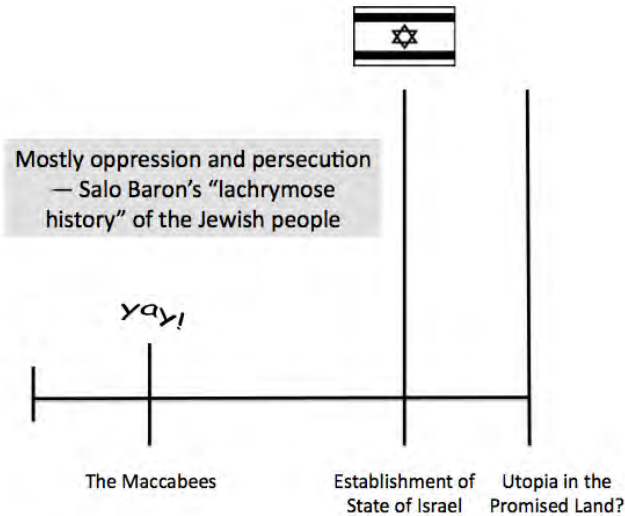 Mostly oppression and persecution
— Salo Baron’s “lachrymose
history” of the Jewish people
yay!
The Maccabees
Establishment of
State of Israel
Utopia in the
Promised Land?